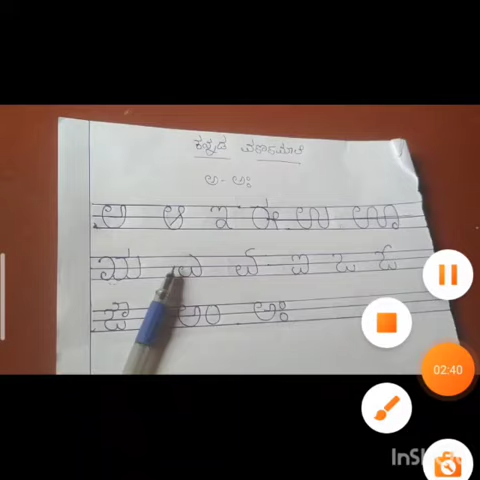 ಕನ್ನಡ ವರ್ಣಮಾಲೆ
ಅ - ಅಃ
ಅ ಆ ಇ ಈ ಉ ಊ
ಋ ಎ ಏ ಐ ಒ ಓ
ಔ ಅಂ ಅಃ
02:40